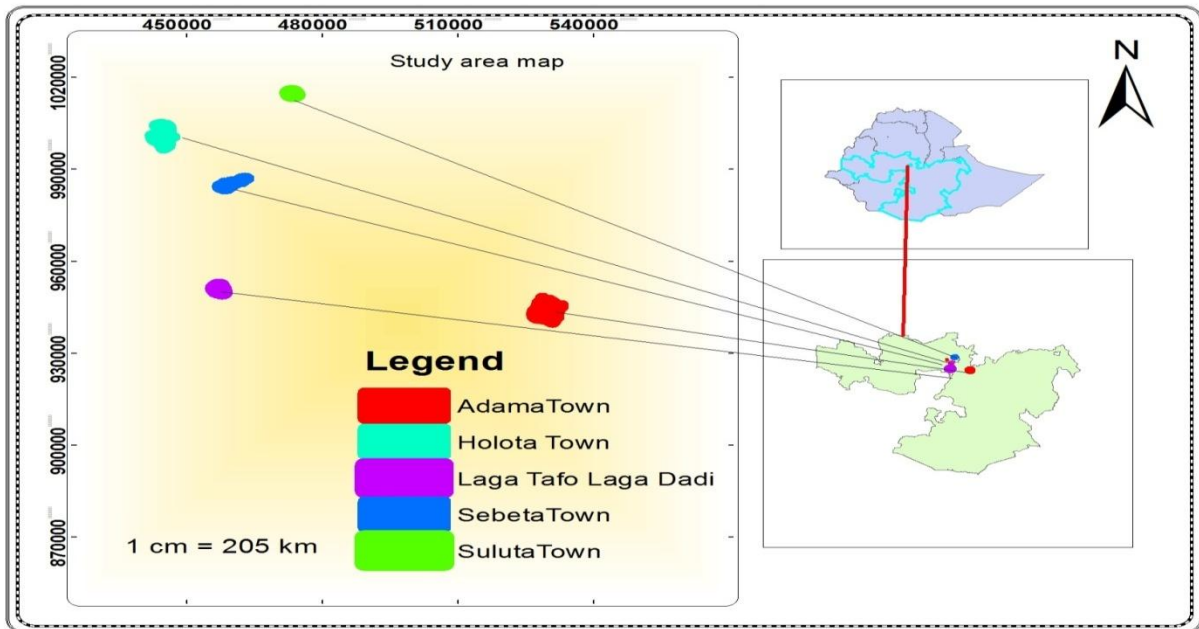 450000 480000 510000 540000
Study area map
N
1020000
990000
960000
930000
900000
870000
Legend
AdamaTown
Holota Town
Laga Tafo Laga Dadi
SebetaTown
SulutaTown
1 cm = 205 km